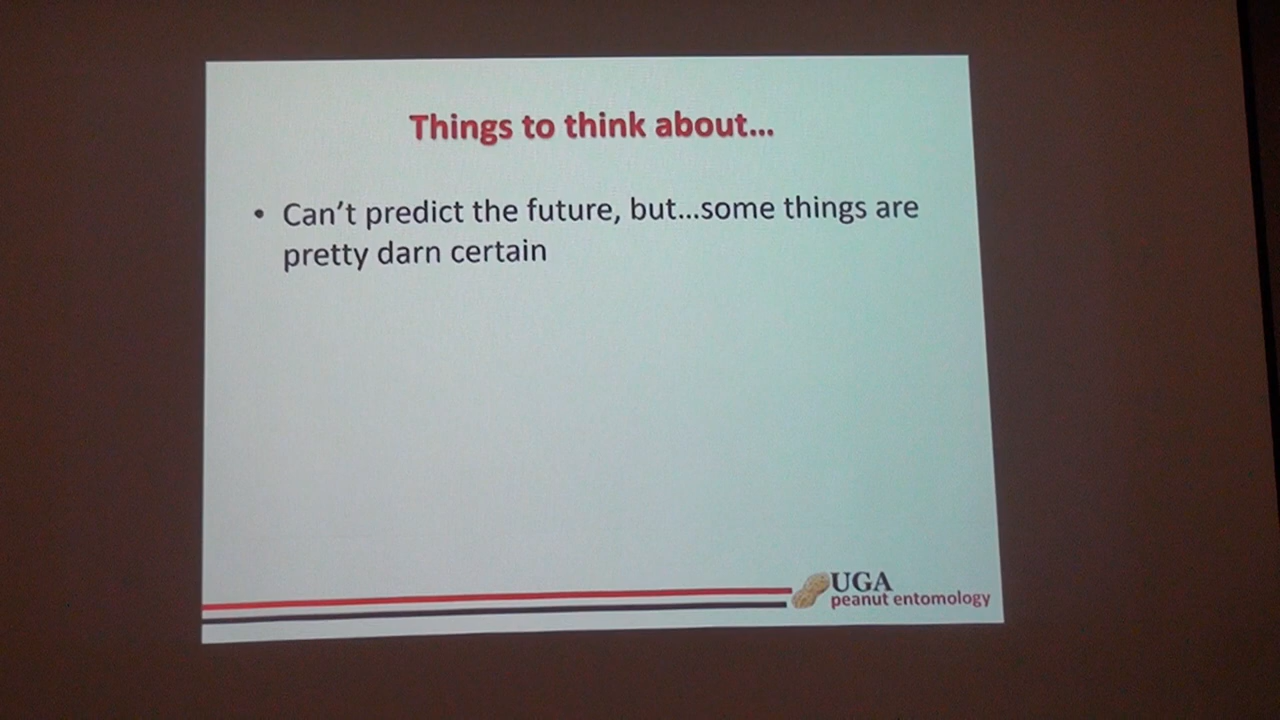 Things to think about...
• Can't predict the future, but...some things are
pretty darn certain
UGA
peanut entomology